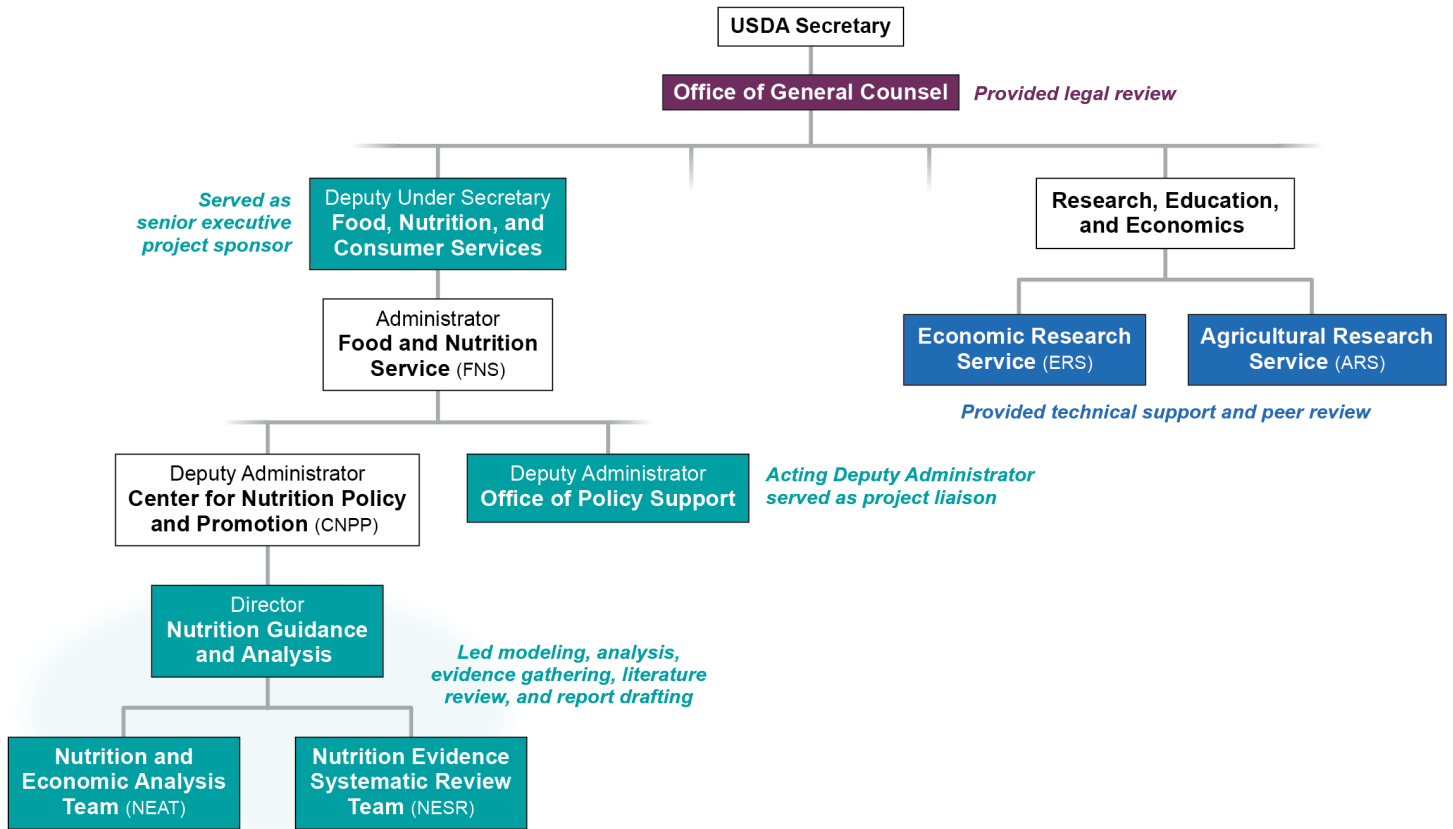 USDA Secretary
Office of General Counsel
Provided legal review
Served as
senior executive
project sponsor
Deputy Under Secretary
Food, Nutrition, and
Consumer Services
Research, Education,
and Economics
Administrator
Food and Nutrition
Service (FNS)
Economic Research
Service (ERS)
Agricultural Research
Service (ARS)
Provided technical support and peer review
Deputy Administrator
Center for Nutrition Policy
and Promotion (CNPP)
Deputy Administrator
Office of Policy Support
Acting Deputy Administrator
served as project liaison
Director
Nutrition Guidance
and Analysis
Led modeling, analysis,
evidence gathering, literature
review, and report drafting
Nutrition and
Economic Analysis
Team (NEAT)
Nutrition Evidence
Systematic Review
Team (NESR)